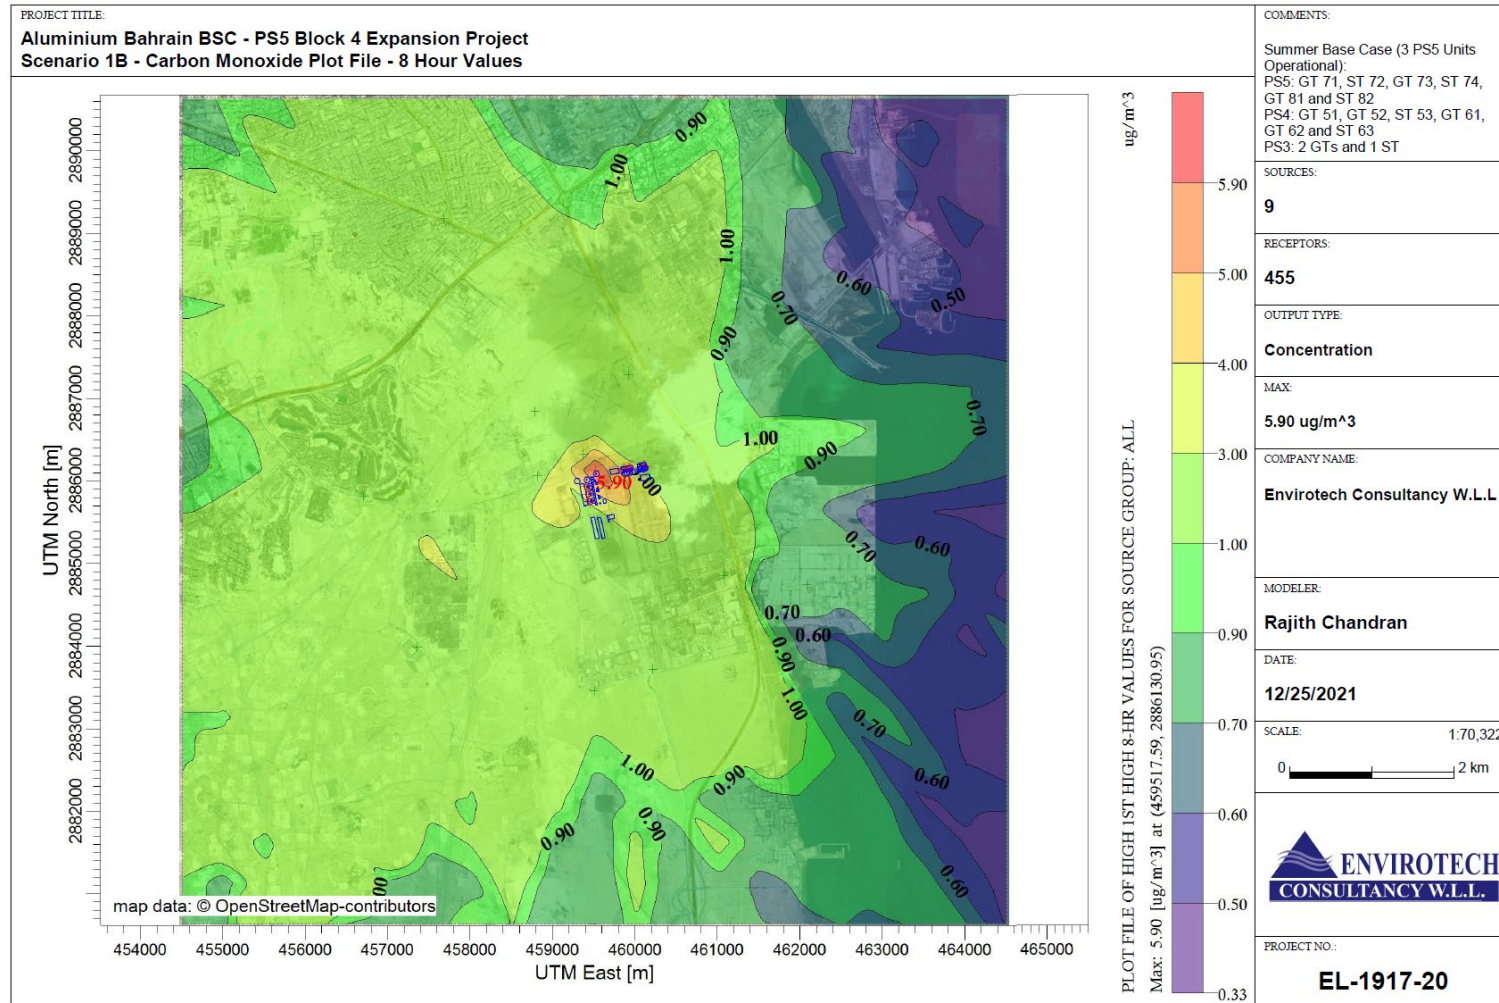 PROJECT TITLE:
Aluminium Bahrain BSC - PS5 Block 4 Expansion Project
Scenario 1B - Carbon Monoxide Plot File - 8 Hour Values
COMMENTS:
Summer Base Case (3 PS5 Units
Operational):
PS5: GT 71, ST 72, GT 73, ST 74,
GT 81 and ST 82
PS4: GT 51, GT 52, ST 53, GT 61,
GT 62 and ST 63
PS3: 2 GTs and 1 ST
SOURCES:
9
RECEPTORS:
455
OUTPUT TYPE:
Concentration
MAX:
5.90 ug/m^3
COMPANY NAME:
Envirotech Consultancy W.L.L
MODELER:
Rajith Chandran
DATE:
12/25/2021
SCALE:
1:70,322
0
2 km
ENVIROTECH
CONSULTANCY W.L.L.
PROJECT NO.:
EL-1917-20
ug/m^3
5.90
5.00
4.00
3.00
1.00
0.90
0.70
0.60
0.50
0.33
PLOT FILE OF HIGH 1ST HIGH 8-HR VALUES FOR SOURCE GROUP: ALL
Max: 5.90 [ug/m^3] at (459517.59, 2886130.95)
UTM North [m]
2890000
2889000
2888000
2887000
2886000
2885000
2884000
2883000
2882000
0.90
1.00
1.00
0.60
0.50
0.70
0.90
0.70
1.00
0.90
5.90
0.70
0.60
0.70
0.60
0.90
1.00
0.70
1.00
0.90
0.60
0.90
0.90
0.60
map data: © OpenStreetMap-contributors
454000 455000 456000 457000 458000 459000 460000 461000 462000 463000 464000 465000
UTM East [m]